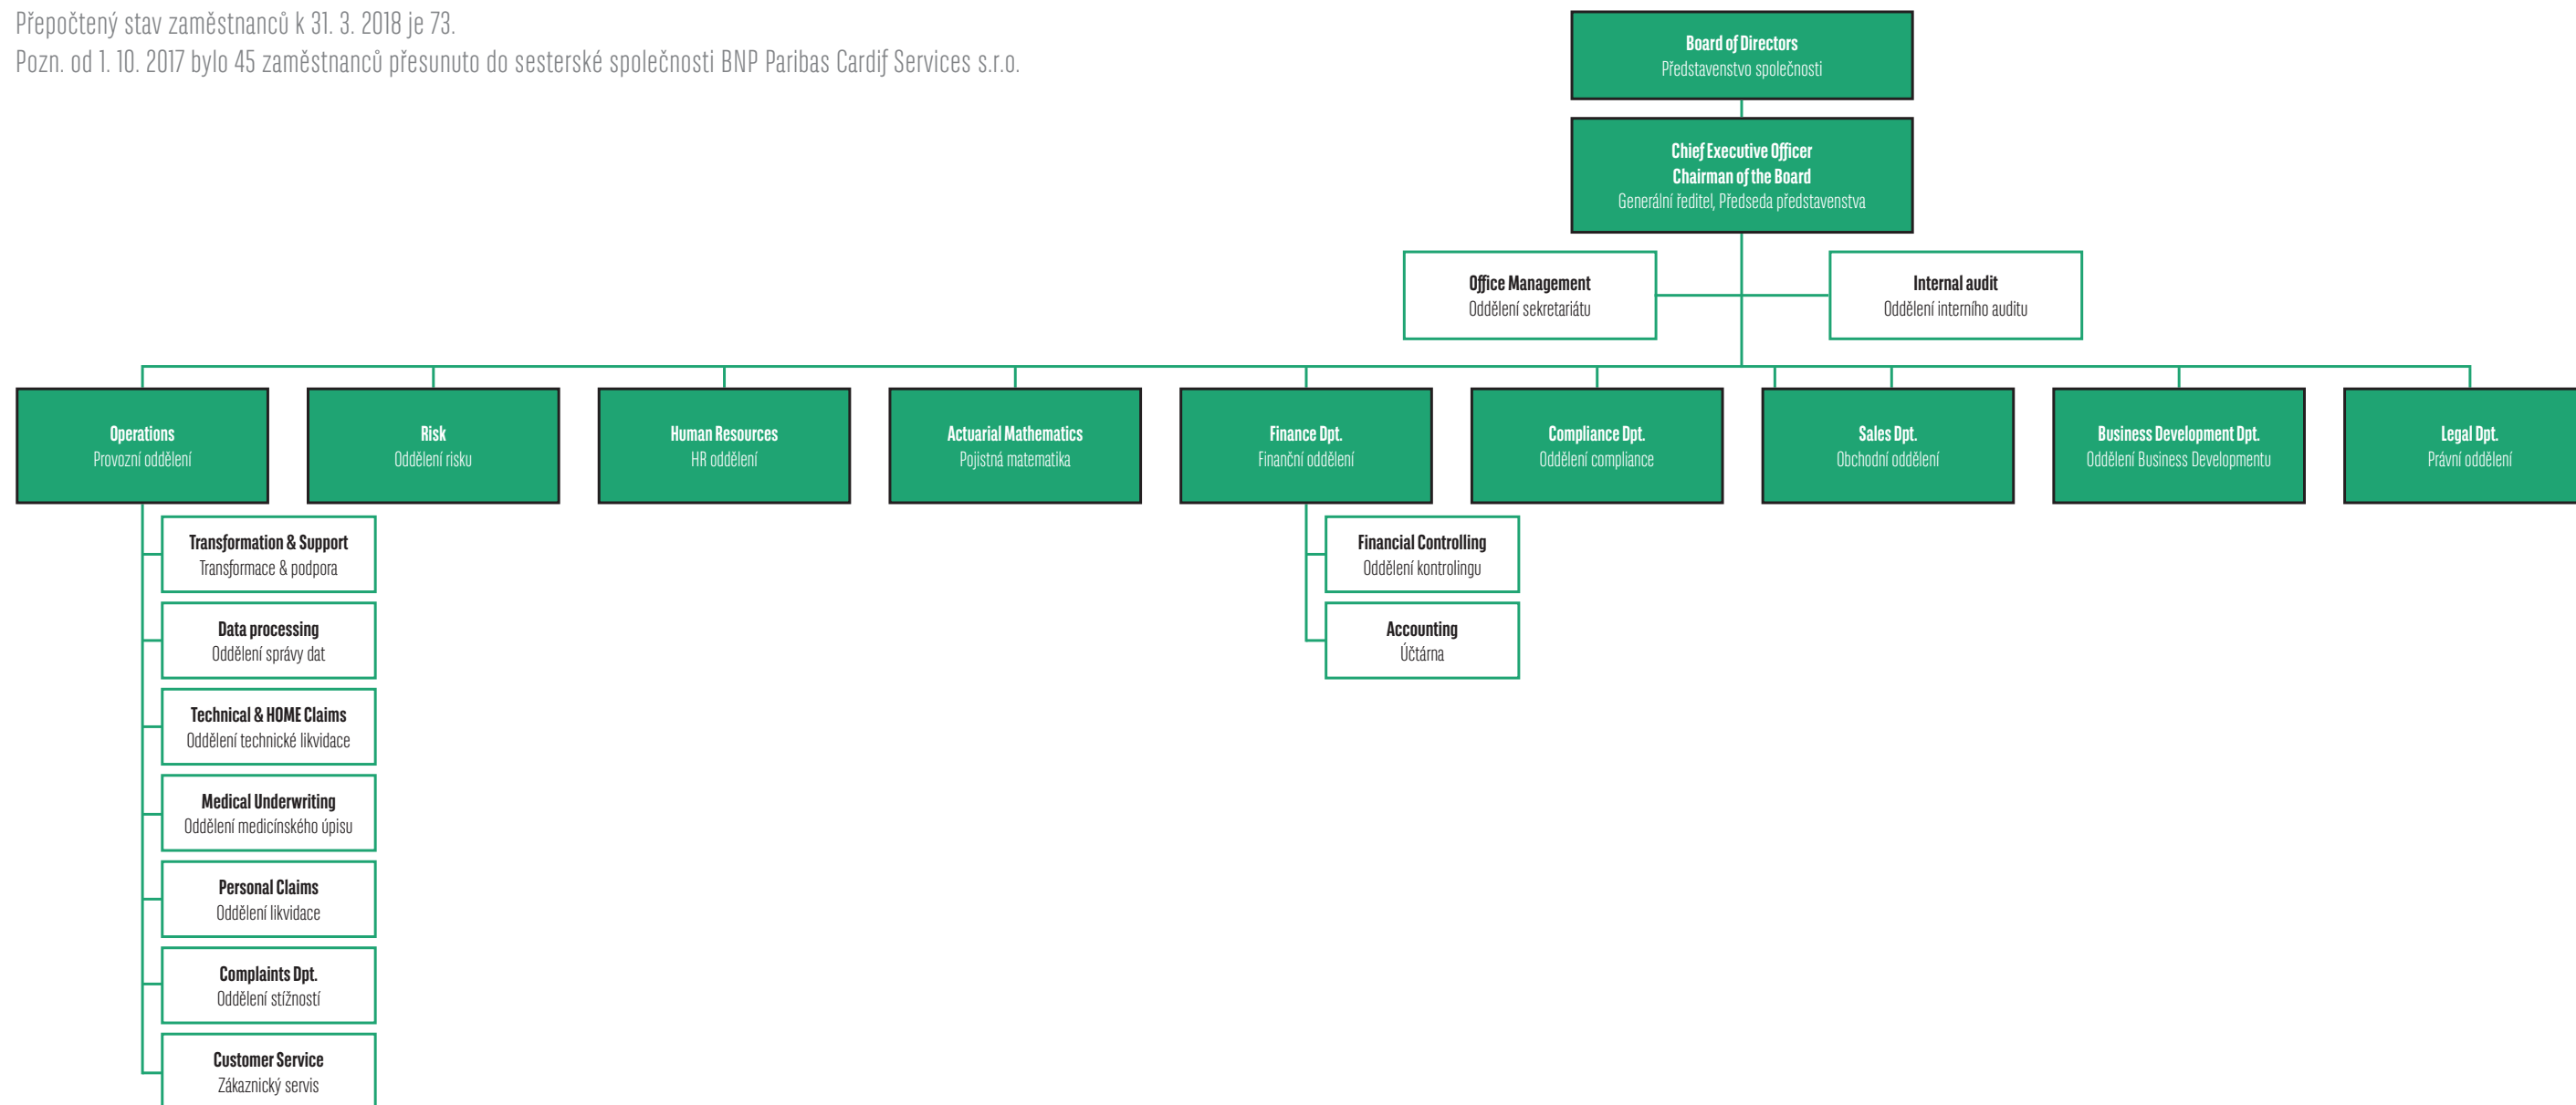 Přepočtený stav zaměstnanců k 31. 3. 2018 je 73.
Pozn. od 1. 10. 2017 bylo 45 zaměstnanců přesunuto do sesterské společnosti BNP Paribas Cardif Services s.r.o.
Board of Directors
Představenstvo společnosti
Chief Executive Officer
Chairman of the Board
Generální ředitel, Předseda představenstva
Office Management
Oddělení sekretariátu
Internal audit
Oddělení interního auditu
Operations
Provozní oddělení
Risk
Oddělení risku
Human Resources
HR oddělení
Actuarial Mathematics
Pojistná matematika
Finance Dpt.
Finanční oddělení
Compliance Dpt.
Oddělení compliance
Sales Dpt.
Obchodní oddělení
Business Development Dpt.
Oddělení Business Developmentu
Legal Dpt.
Právní oddělení
Transformation & Support
Transformace & podpora
Data processing
Oddělení správy dat
Technical & HOME Claims
Oddělení technické likvidace
Medical Underwriting
Oddělení medicínského úpisu
Personal Claims
Oddělení likvidace
Complaints Dpt.
Oddělení stížností
Customer Service
Zákaznický servis
Financial Controlling
Oddělení kontrolingu
Accounting
Účtárna